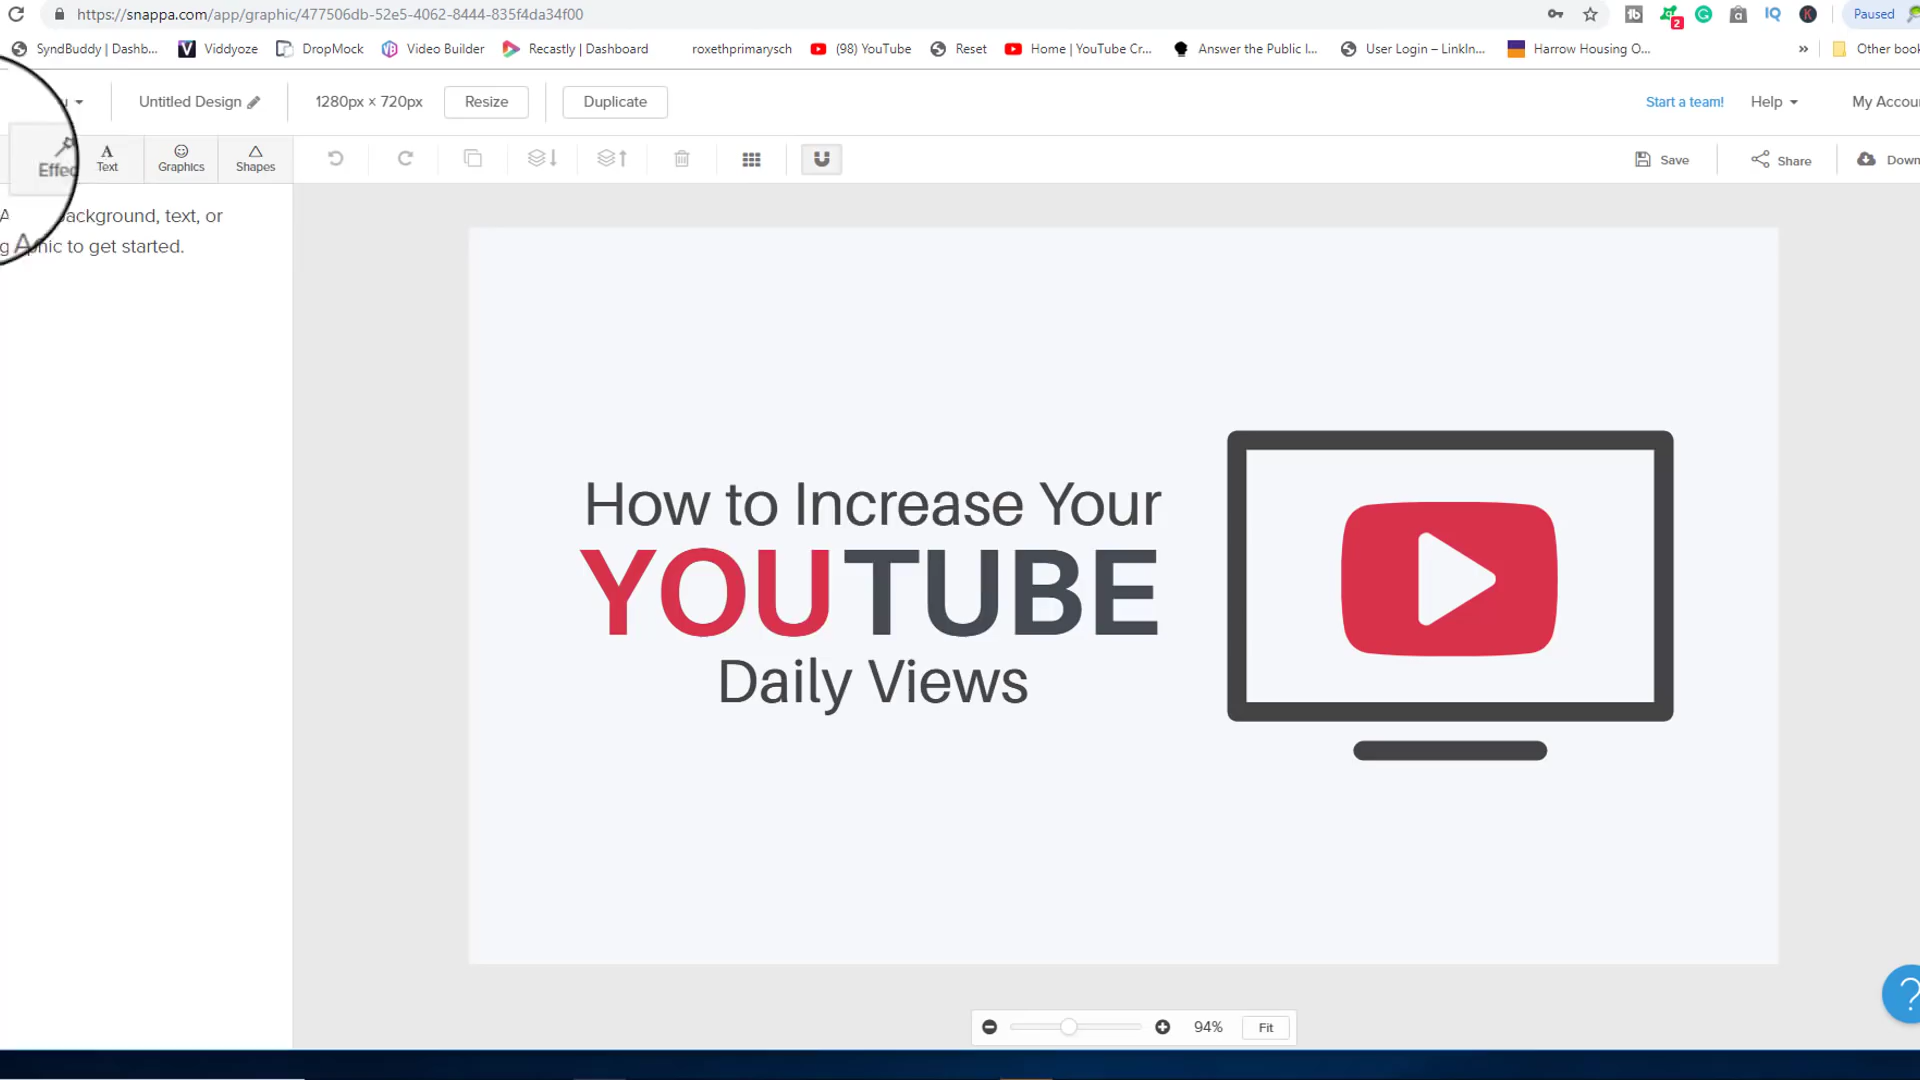 https://snappa.com/app/graphic/477506db-52e5-4062-8444-835f4da34f00
Paused
SyndBuddy | Dashb... Viddyoze DropMock Video Builder Recastly | Dashboard roxethprimarysch (98) YouTube Reset Home | YouTube Cr... Answer the Public I... User Login – LinkIn... Harrow Housing O... » Other book
Untitled Design 1280px × 720px Resize Duplicate Start a team! Help My Accou
Effec Text Graphics Shapes Save Share Down
ackground, text, or
to get started.
How to Increase Your
YOUTUBE
Daily Views
94% Fit
?